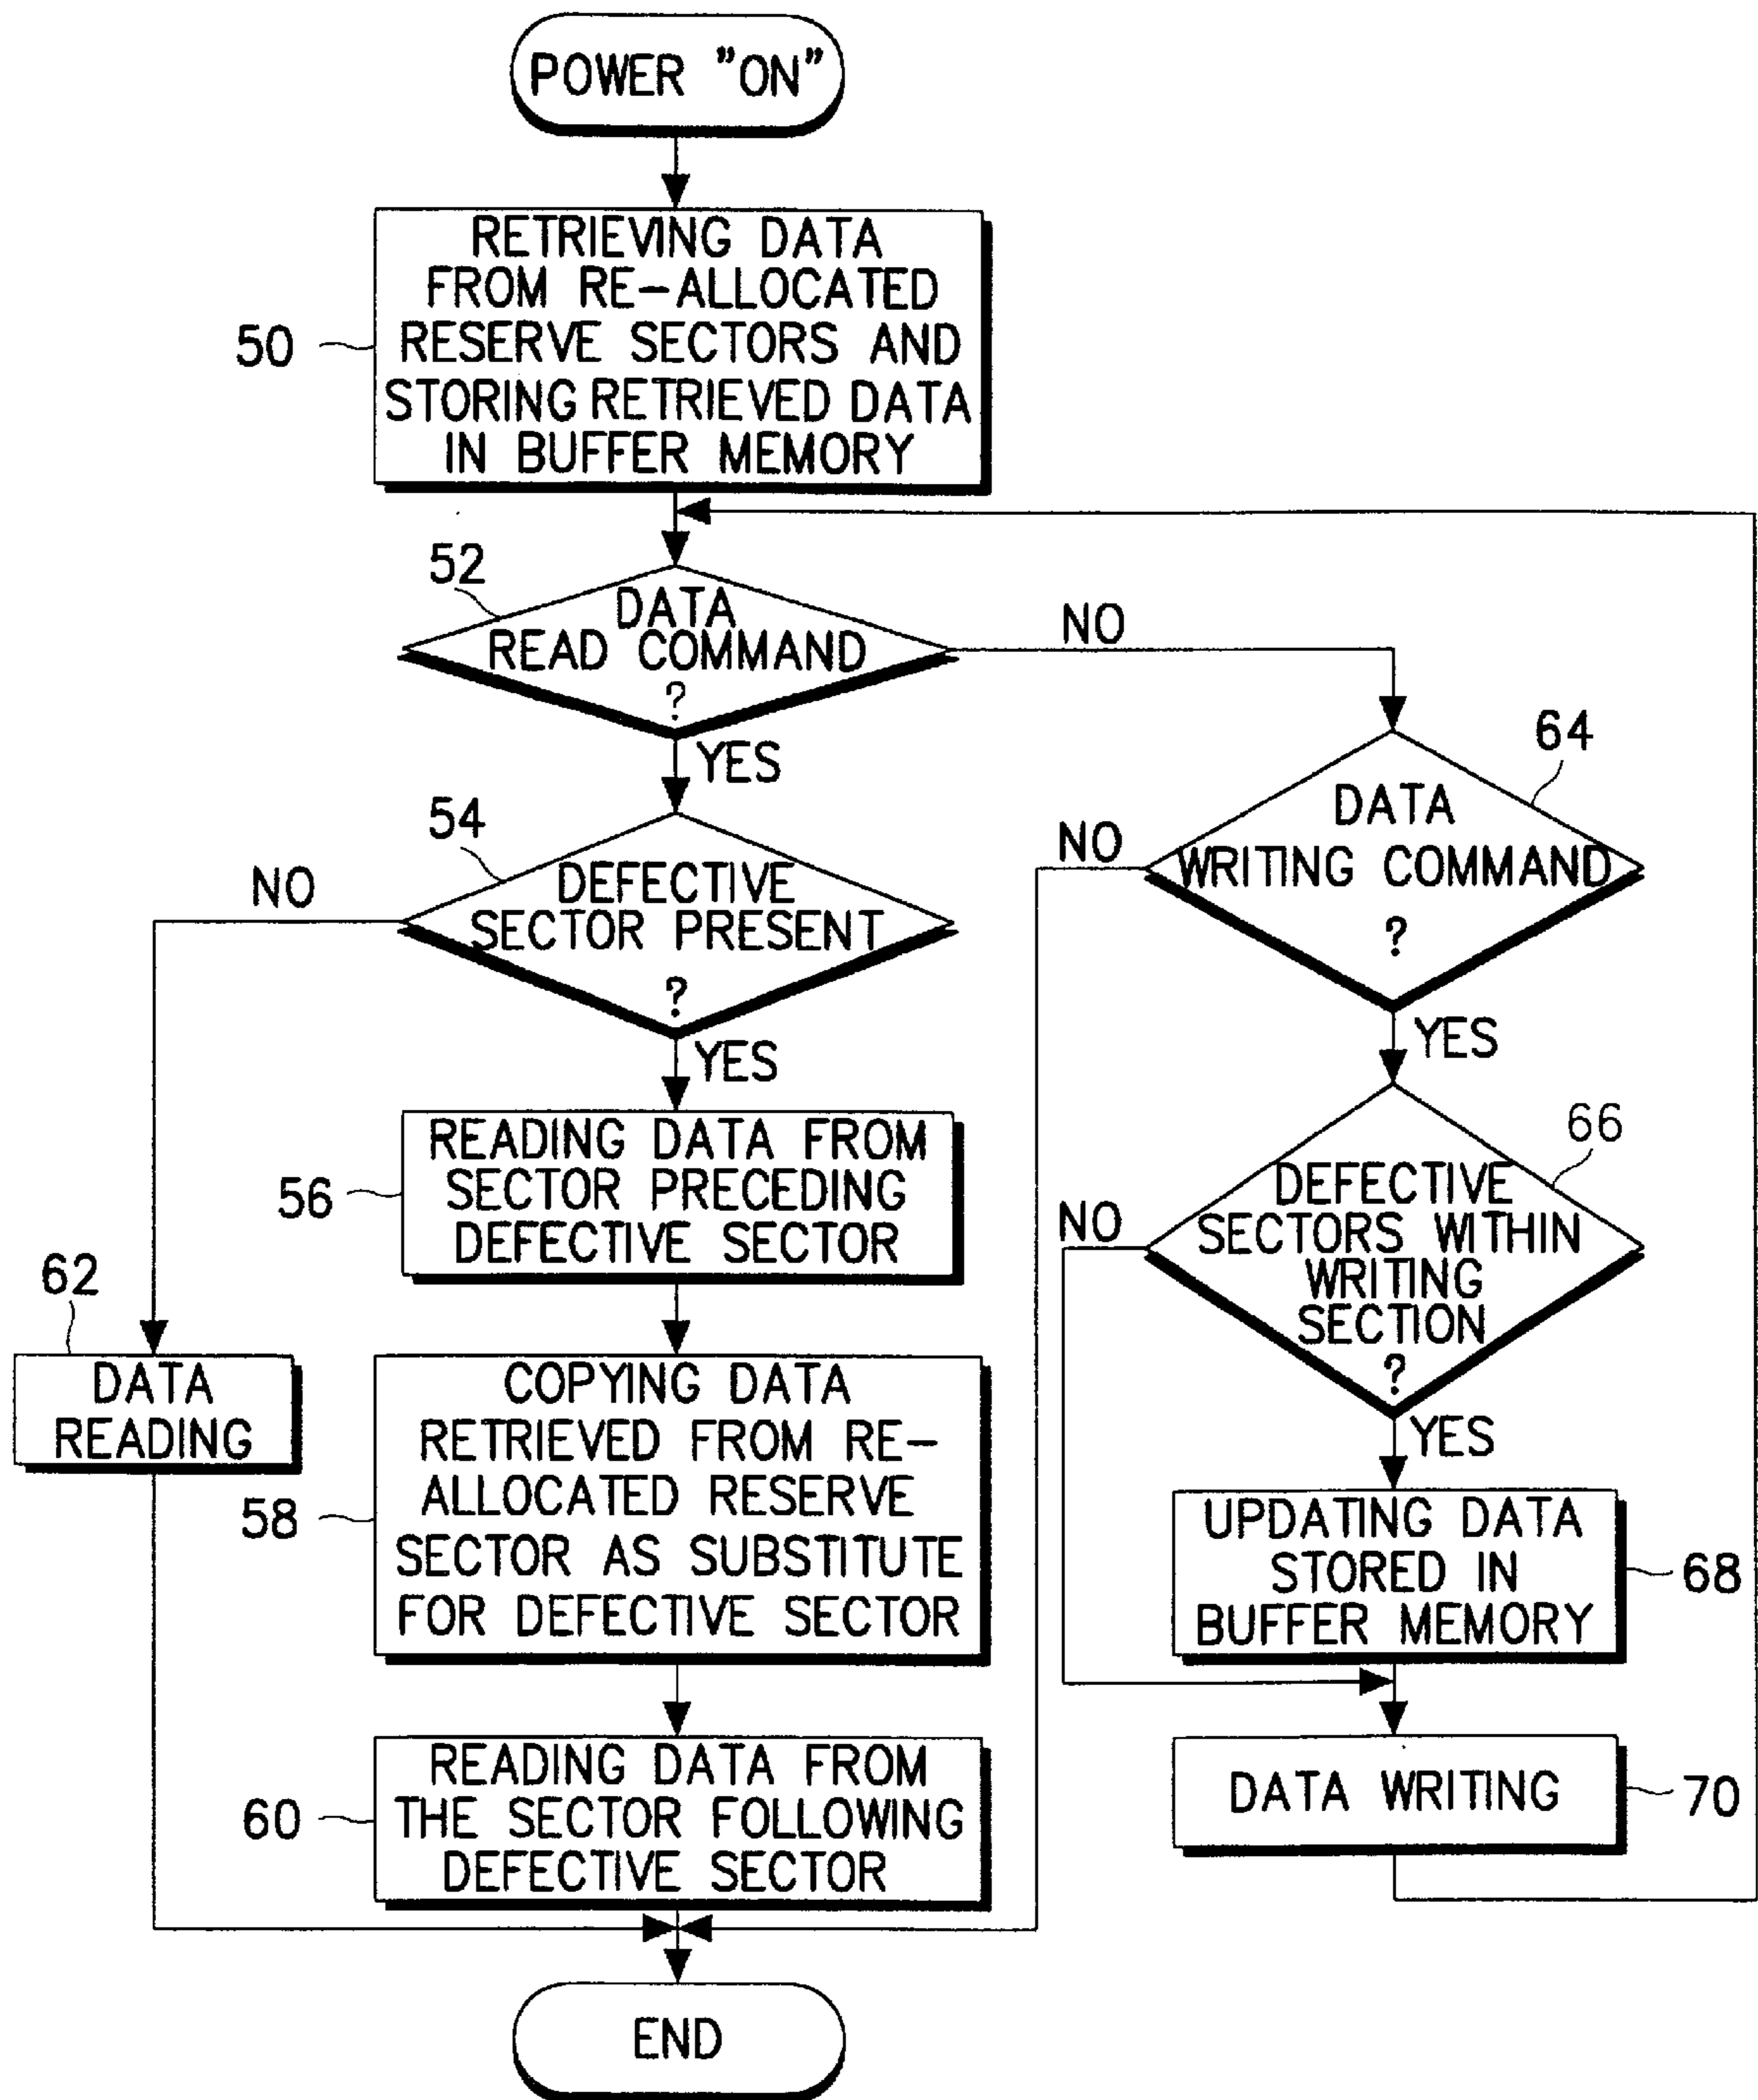 POWER "ON"
RETRIEVING DATA
FROM RE-ALLOCATED
RESERVE SECTORS AND
STORING RETRIEVED DATA
IN BUFFER MEMORY
50
52
DATA
READ COMMAND
?
NO
YES
54
DEFECTIVE
SECTOR PRESENT
?
NO
YES
56
READING DATA FROM
SECTOR PRECEDING
DEFECTIVE SECTOR
62
DATA
READING
58
COPYING DATA
RETRIEVED FROM RE-
ALLOCATED RESERVE
SECTOR AS SUBSTITUTE
FOR DEFECTIVE SECTOR
60
READING DATA FROM
THE SECTOR FOLLOWING
DEFECTIVE SECTOR
END
64
DATA
WRITING COMMAND
?
NO
YES
66
DEFECTIVE
SECTORS WITHIN
WRITING
SECTION
?
NO
YES
UPDATING DATA
STORED IN
BUFFER MEMORY
68
DATA WRITING
70